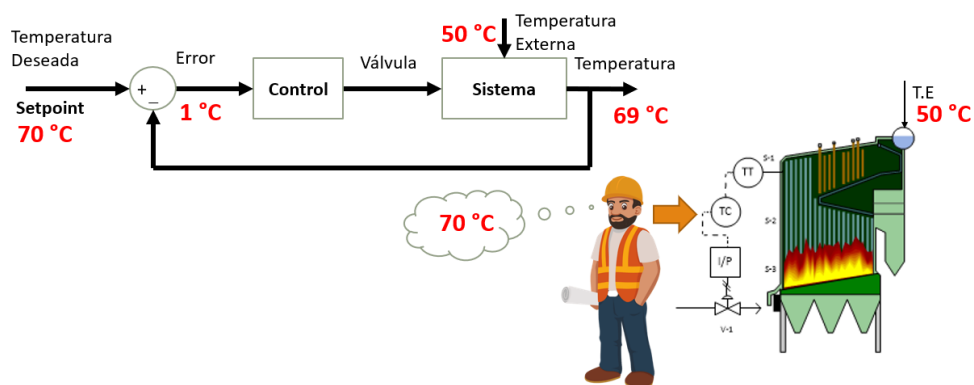 Temperatura
Deseada
Setpoint
70 °C
+
_
Error
1 °C
Control
Válvula
50 °C
Temperatura
Externa
Sistema
Temperatura
69 °C
70 °C
T.E
50 °C
S-1
TT
TC
S-2
I/P
S-3
V-1